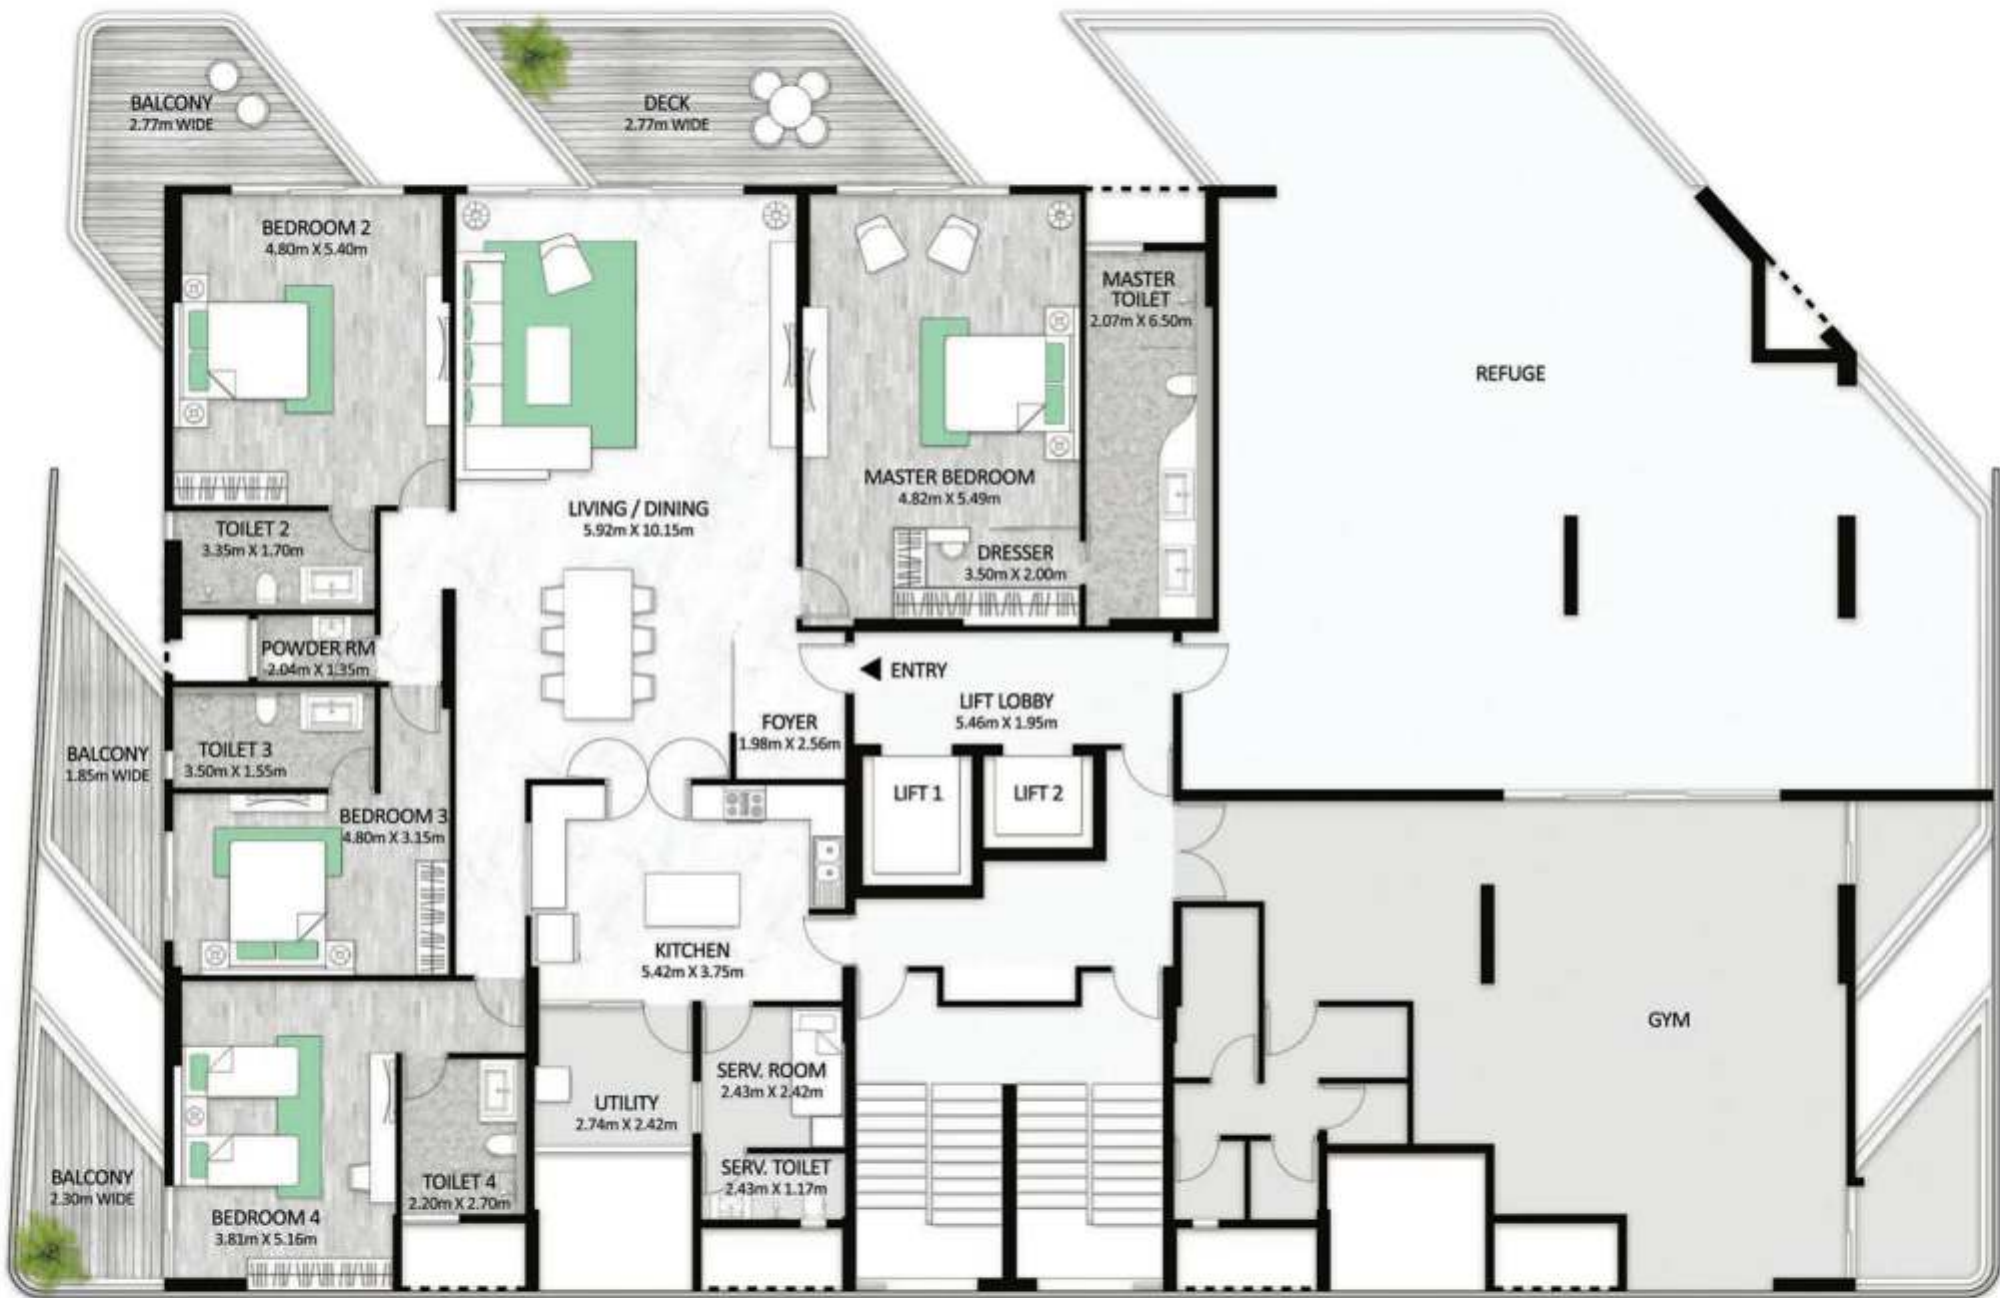 BALCONY
2.77m WIDE
DECK
2.77m WIDE
BEDROOM 2
4.80m X 5.40m
MASTER
TOILET
2.07m X 6.50m
REFUGE
MASTER BEDROOM
4.82m X 5.49m
LIVING / DINING
5.92m X 10.15m
TOILET 2
3.35m X 1.70m
DRESSER
3.50m X 2.00m
POWDER RM
2.04m X 1.35m
ENTRY
LIFT LOBBY
5.46m X 1.95m
FOYER
1.98m X 2.56m
BALCONY
1.85m WIDE
TOILET 3
3.50m X 1.55m
LIFT 1
LIFT 2
BEDROOM 3
4.80m X 3.15m
KITCHEN
5.42m X 3.75m
GYM
SERV. ROOM
2.43m X 2.42m
UTILITY
2.74m X 2.42m
BALCONY
2.30m WIDE
TOILET 4
2.20m X 2.70m
SERV. TOILET
2.43m X 1.17m
BEDROOM 4
3.81m X 5.16m